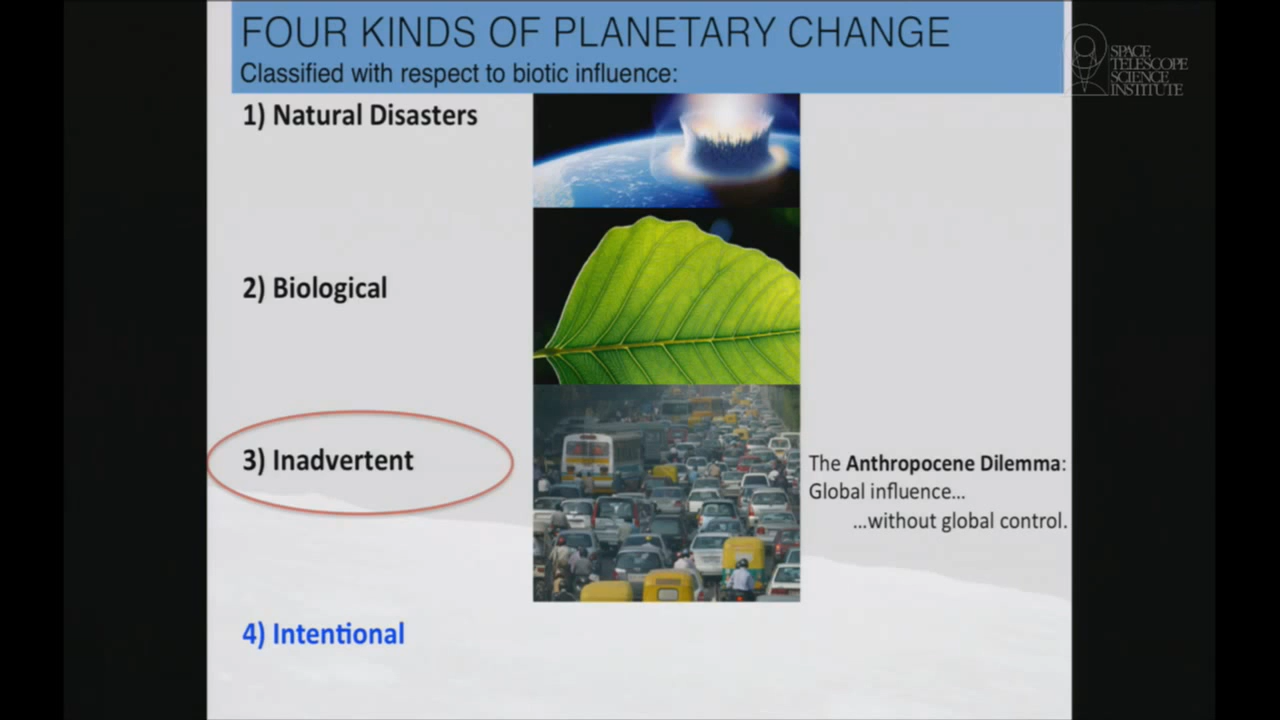 FOUR KINDS OF PLANETARY CHANGE
Classified with respect to biotic influence:
SPACE
TELESCOPE
SCIENCE
INSTITUTE
1) Natural Disasters
2) Biological
3) Inadvertent
The Anthropocene Dilemma:
Global influence...
...without global control.
4) Intentional